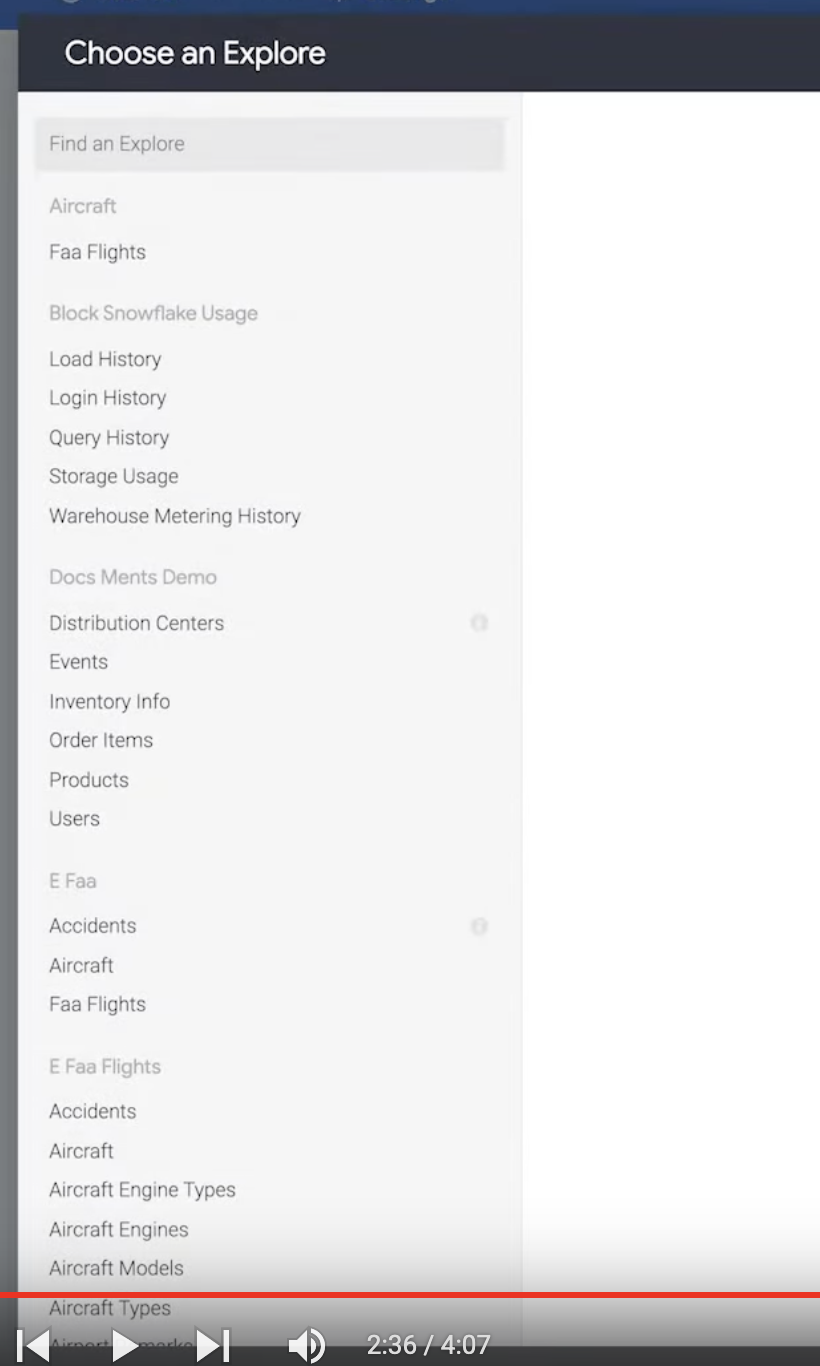 Choose an Explore
Find an Explore
Aircraft
Faa Flights
Block Snowflake Usage
Load History
Login History
Query History
Storage Usage
Warehouse Metering History
Docs Ments Demo
Distribution Centers
Events
Inventory Info
Order Items
Products
Users
E Faa
Accidents
Aircraft
Faa Flights
E Faa Flights
Accidents
Aircraft
Aircraft Engine Types
Aircraft Engines
Aircraft Models
Aircraft Types
2:36 / 4:07